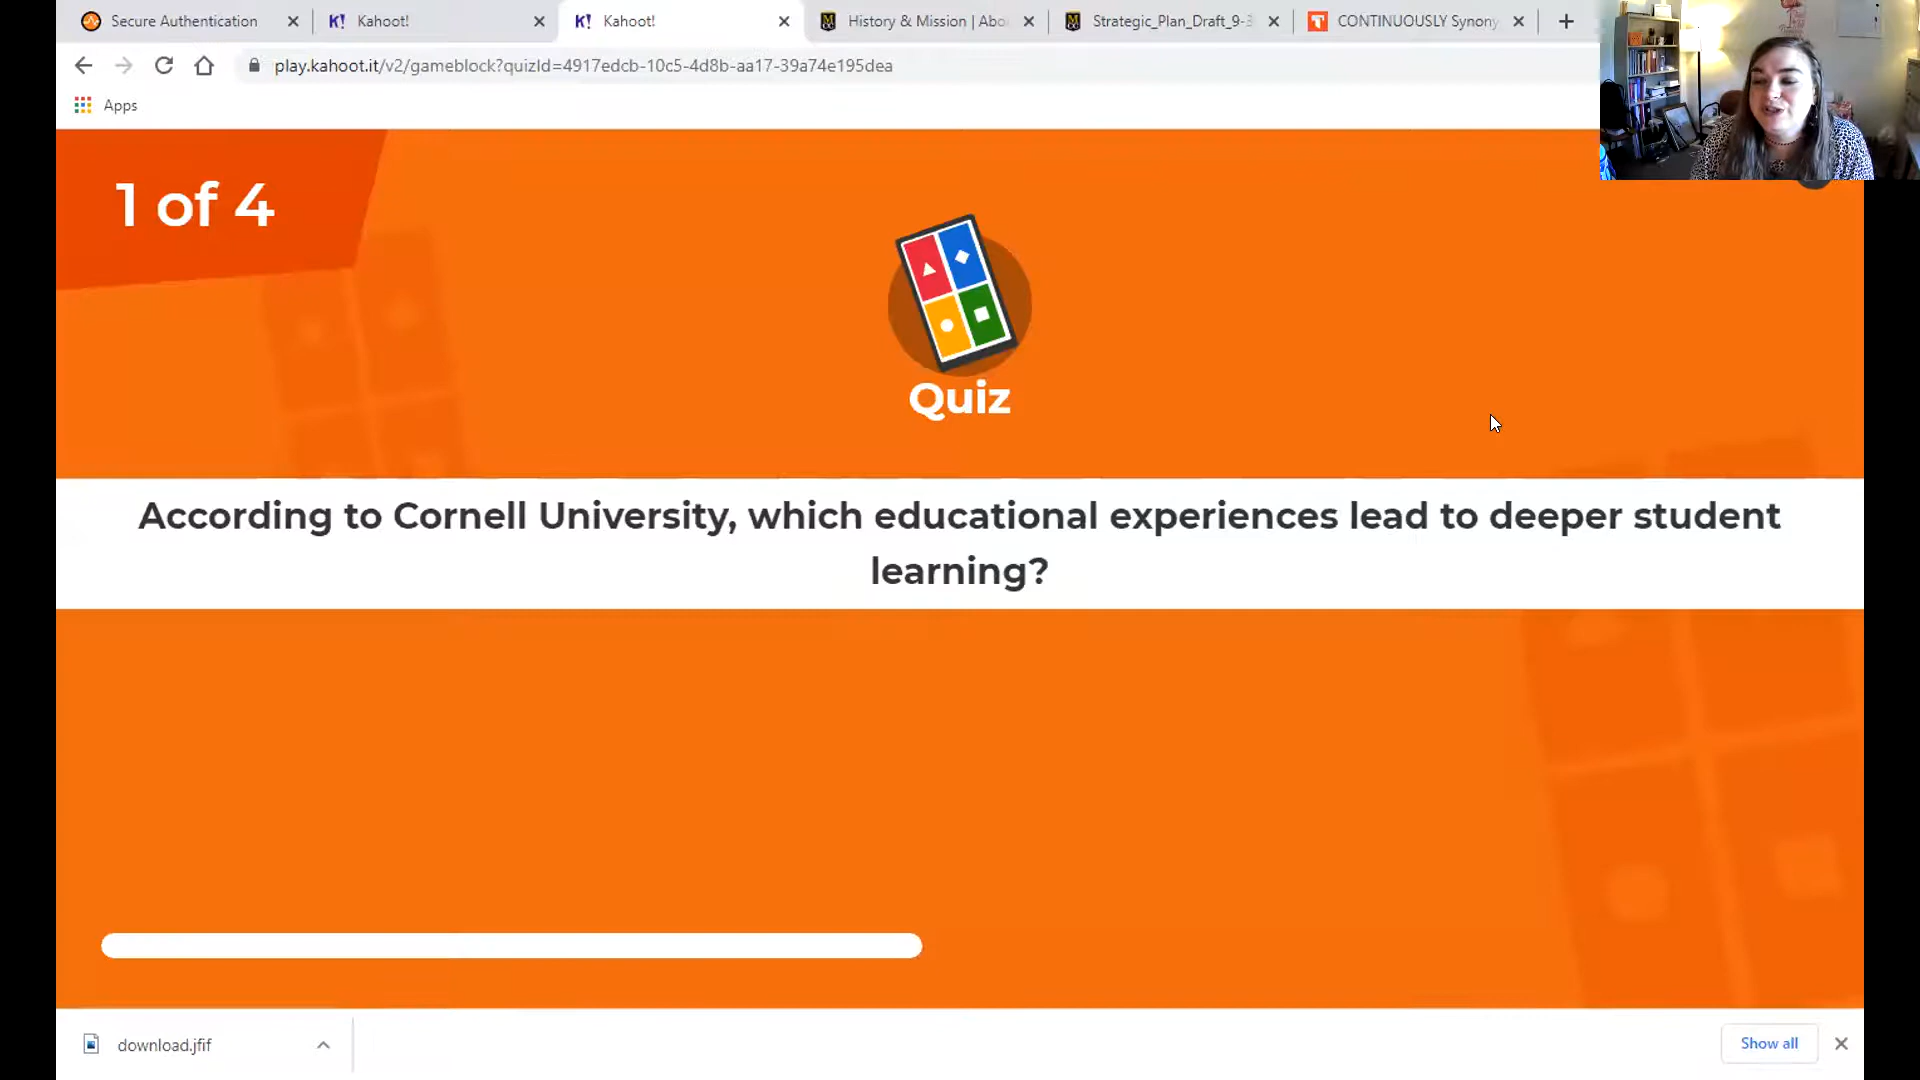 Secure Authentication
Kahoot!
Kahoot!
History & Mission | Abo
Strategic_Plan_Draft_9-3
CONTINUOUSLY Synony
play.kahoot.it/v2/gameblock?quizId=4917edcb-10c5-4d8b-aa17-39a74e195dea
Apps
1 of 4
Quiz
According to Cornell University, which educational experiences lead to deeper student
learning?
download.jfif
Show all